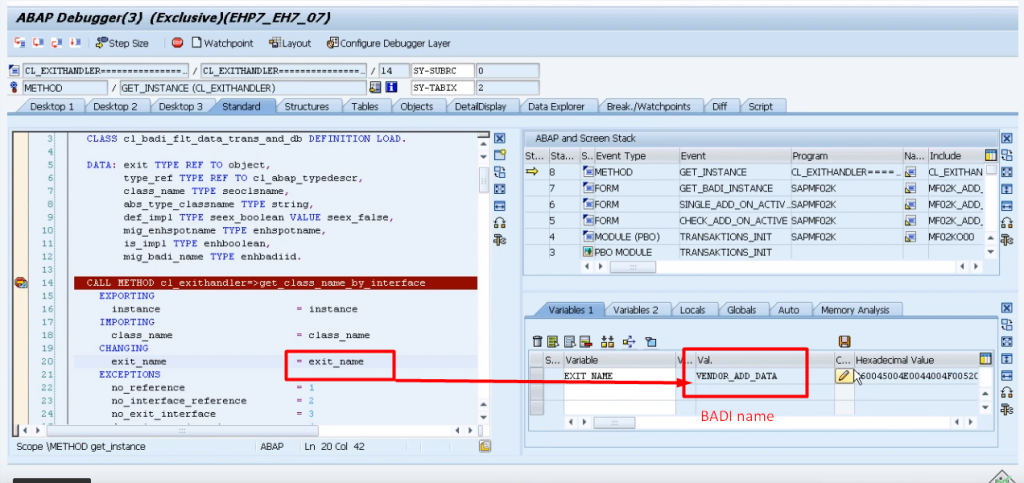 ABAP Debugger(3) (Exclusive)(EHP7_EH7_07)
Step Size Watchpoint Layout Configure Debugger Layer
CL_EXITHANDLER=============== / CL_EXITHANDLER=============== / 14 SY-SUBRC 0
METHOD / GET_INSTANCE (CL_EXITHANDLER) SY-TABIX 2
Desktop 1 Desktop 2 Desktop 3 Standard Structures Tables Objects DetailDisplay Data Explorer Break./Watchpoints Diff Script
3 CLASS cl_badi_flt_data_trans_and_db DEFINITION LOAD.
4
5 DATA: exit TYPE REF TO object,
6 type_ref TYPE REF TO cl_abap_typedescr,
7 class_name TYPE seoclsname,
8 abs_type_classname TYPE string,
9 def_impl TYPE seex_boolean VALUE seex_false,
10 mig_enhspotname TYPE enhspotname,
11 is_impl TYPE enhboolean,
12 mig_badi_name TYPE enhbadiid.
13
14 CALL METHOD cl_exithandler=>get_class_name_by_interface
15 EXPORTING
16 instance = instance
17 IMPORTING
18 class_name = class_name
19 CHANGING
20 exit_name = exit_name
21 EXCEPTIONS
22 no_reference = 1
23 no_interface_reference = 2
24 no_exit_interface = 3
Scope \METHOD get_instance ABAP Ln 20 Col 42
ABAP and Screen Stack
St... Sta... S.. Event Type Event Program Na... Include
8 METHOD GET_INSTANCE CL_EXITHANDLER==== ... CL_EXITHAN
7 FORM GET_BADI_INSTANCE SAPMF02K MF02K_ADD_
6 FORM SINGLE_ADD_ON_ACTIV... SAPMF02K MF02K_ADD_
5 FORM CHECK_ADD_ON_ACTIVE SAPMF02K MF02K_ADD_
4 MODULE (PBO) TRANSAKTIONS_INIT SAPMF02K MF02KO00
3 PBO MODULE TRANSAKTIONS_INIT
Variables 1 Variables 2 Locals Globals Auto Memory Analysis
S... Variable V... Val. C... Hexadecimal Value
EXIT_NAME VENDOR_ADD_DATA 60045004E0044004F0052
BADI name